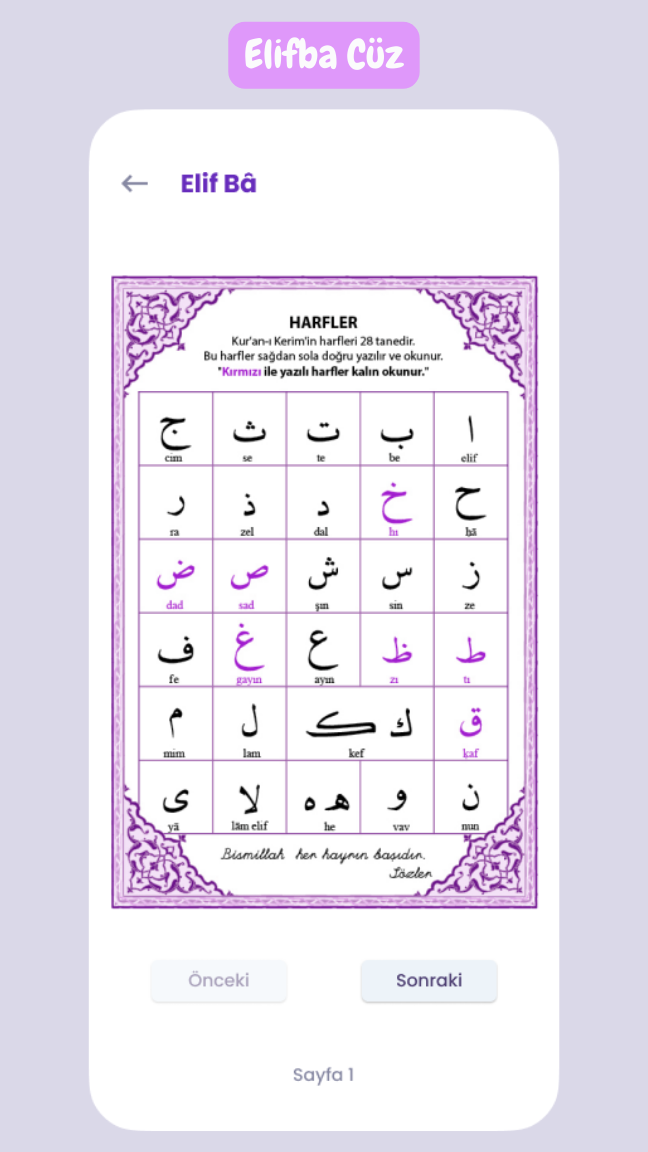 Elifba Cüz
← Elif Bâ
HARFLER
Kur'an-ı Kerim'in harfleri 28 tanedir.
Bu harfler sağdan sola doğru yazılır ve okunur.
"Kırmızı ile yazılı harfler kalın okunur."
ا ب ت ث ج
elif be te se cim
ح خ د ذ ر
ḥā hı dal zel ra
ز س ش ص ض
ze sin şın sad dad
ط ظ ع غ ف
tı zı ayın gayın fe
ق ك ڪ ل م
kaf kef lam mim
ن و ه ه لا ى
nun vav he lām elif yā
Bismillah her hayrın başıdır.
Sözler
Önceki Sonraki
Sayfa 1